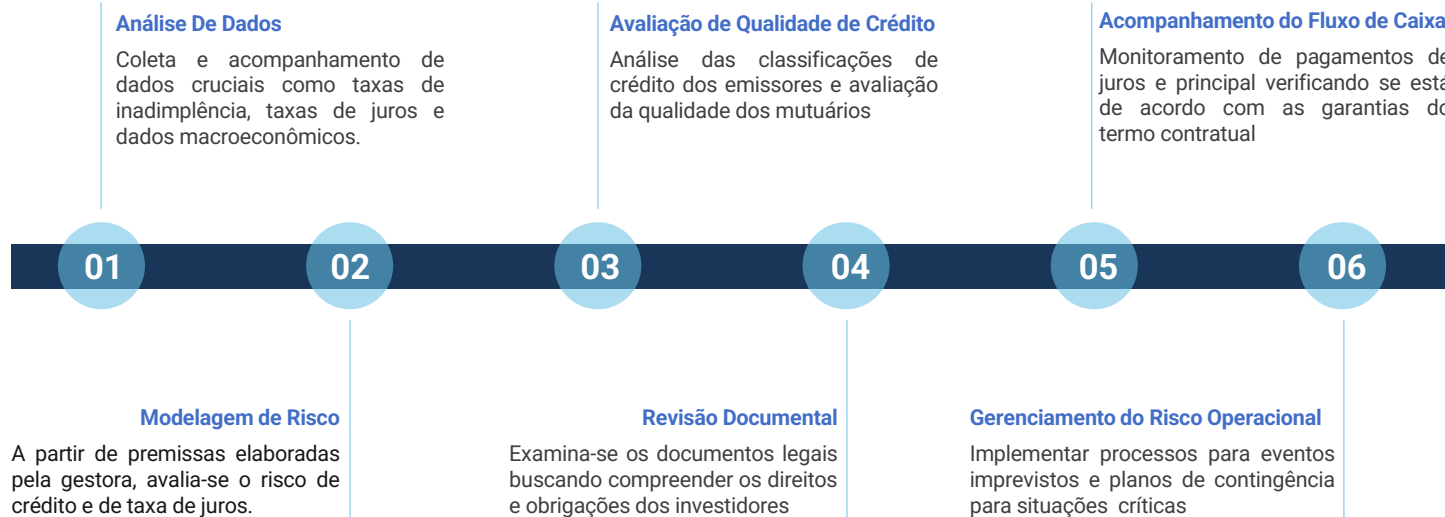 Análise De Dados
Coleta e acompanhamento de
dados cruciais como taxas de
inadimplência, taxas de juros e
dados macroeconômicos.
Avaliação de Qualidade de Crédito
Análise das classificações de
crédito dos emissores e avaliação
da qualidade dos mutuários
Acompanhamento do Fluxo de Caixa
Monitoramento de pagamentos de
juros e principal verificando se está
de acordo com as garantias do
termo contratual
01
02
03
04
05
06
Modelagem de Risco
A partir de premissas elaboradas
pela gestora, avalia-se o risco de
crédito e de taxa de juros.
Revisão Documental
Examina-se os documentos legais
buscando compreender os direitos
e obrigações dos investidores
Gerenciamento do Risco Operacional
Implementar processos para eventos
imprevistos e planos de contingência
para situações críticas